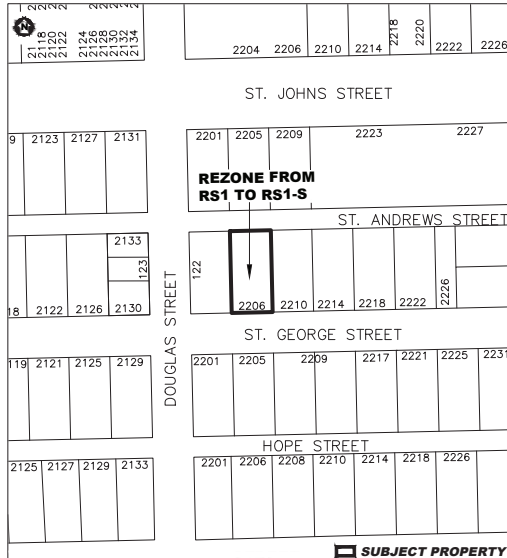 N
2118
2120
2122
2124
2126
2128
2130
2132
2134
2204 2206 2210 2214 2218 2220 2222 2226
ST. JOHNS STREET
9 2123 2127 2131 2201 2205 2209 2223 2227
REZONE FROM
RS1 TO RS1-S
ST. ANDREWS STREET
2133
123
122
18 2122 2126 2130 2206 2210 2214 2218 2222 2226
DOUGLAS STREET
ST. GEORGE STREET
119 2121 2125 2129 2201 2205 2209 2217 2221 2225 2231
HOPE STREET
2125 2127 2129 2133 2201 2206 2208 2210 2214 2218 2226
SUBJECT PROPERTY